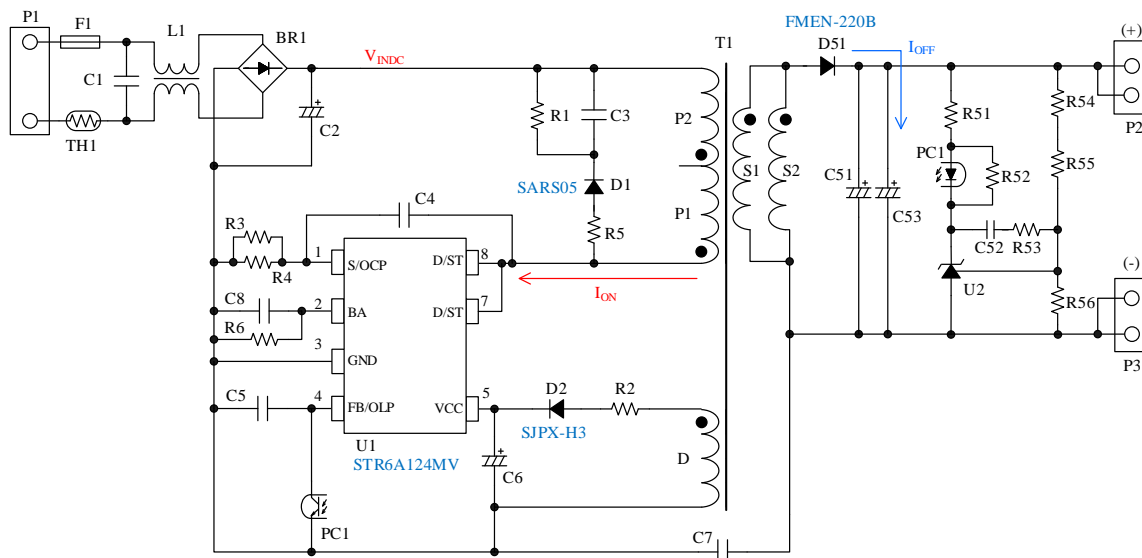 FMEN-220B
P1
F1
L1
BR1
T1
D51
I_OFF
(+)
V_INDC
C1
R1
C3
P2
R51
R54
P2
TH1
C2
PC1
R55
SARS05
D1
S1
S2
C51
C53
R52
C4
P1
R3
R5
C52
R53
R4
1
S/OCP
D/ST
8
(-)
I_ON
U2
C8
2
BA
D/ST
7
R56
R6
3
GND
P3
C5
4
FB/OLP
VCC
5
D2
R2
U1
SJPX-H3
STR6A124MV
C6
D
PC1
C7